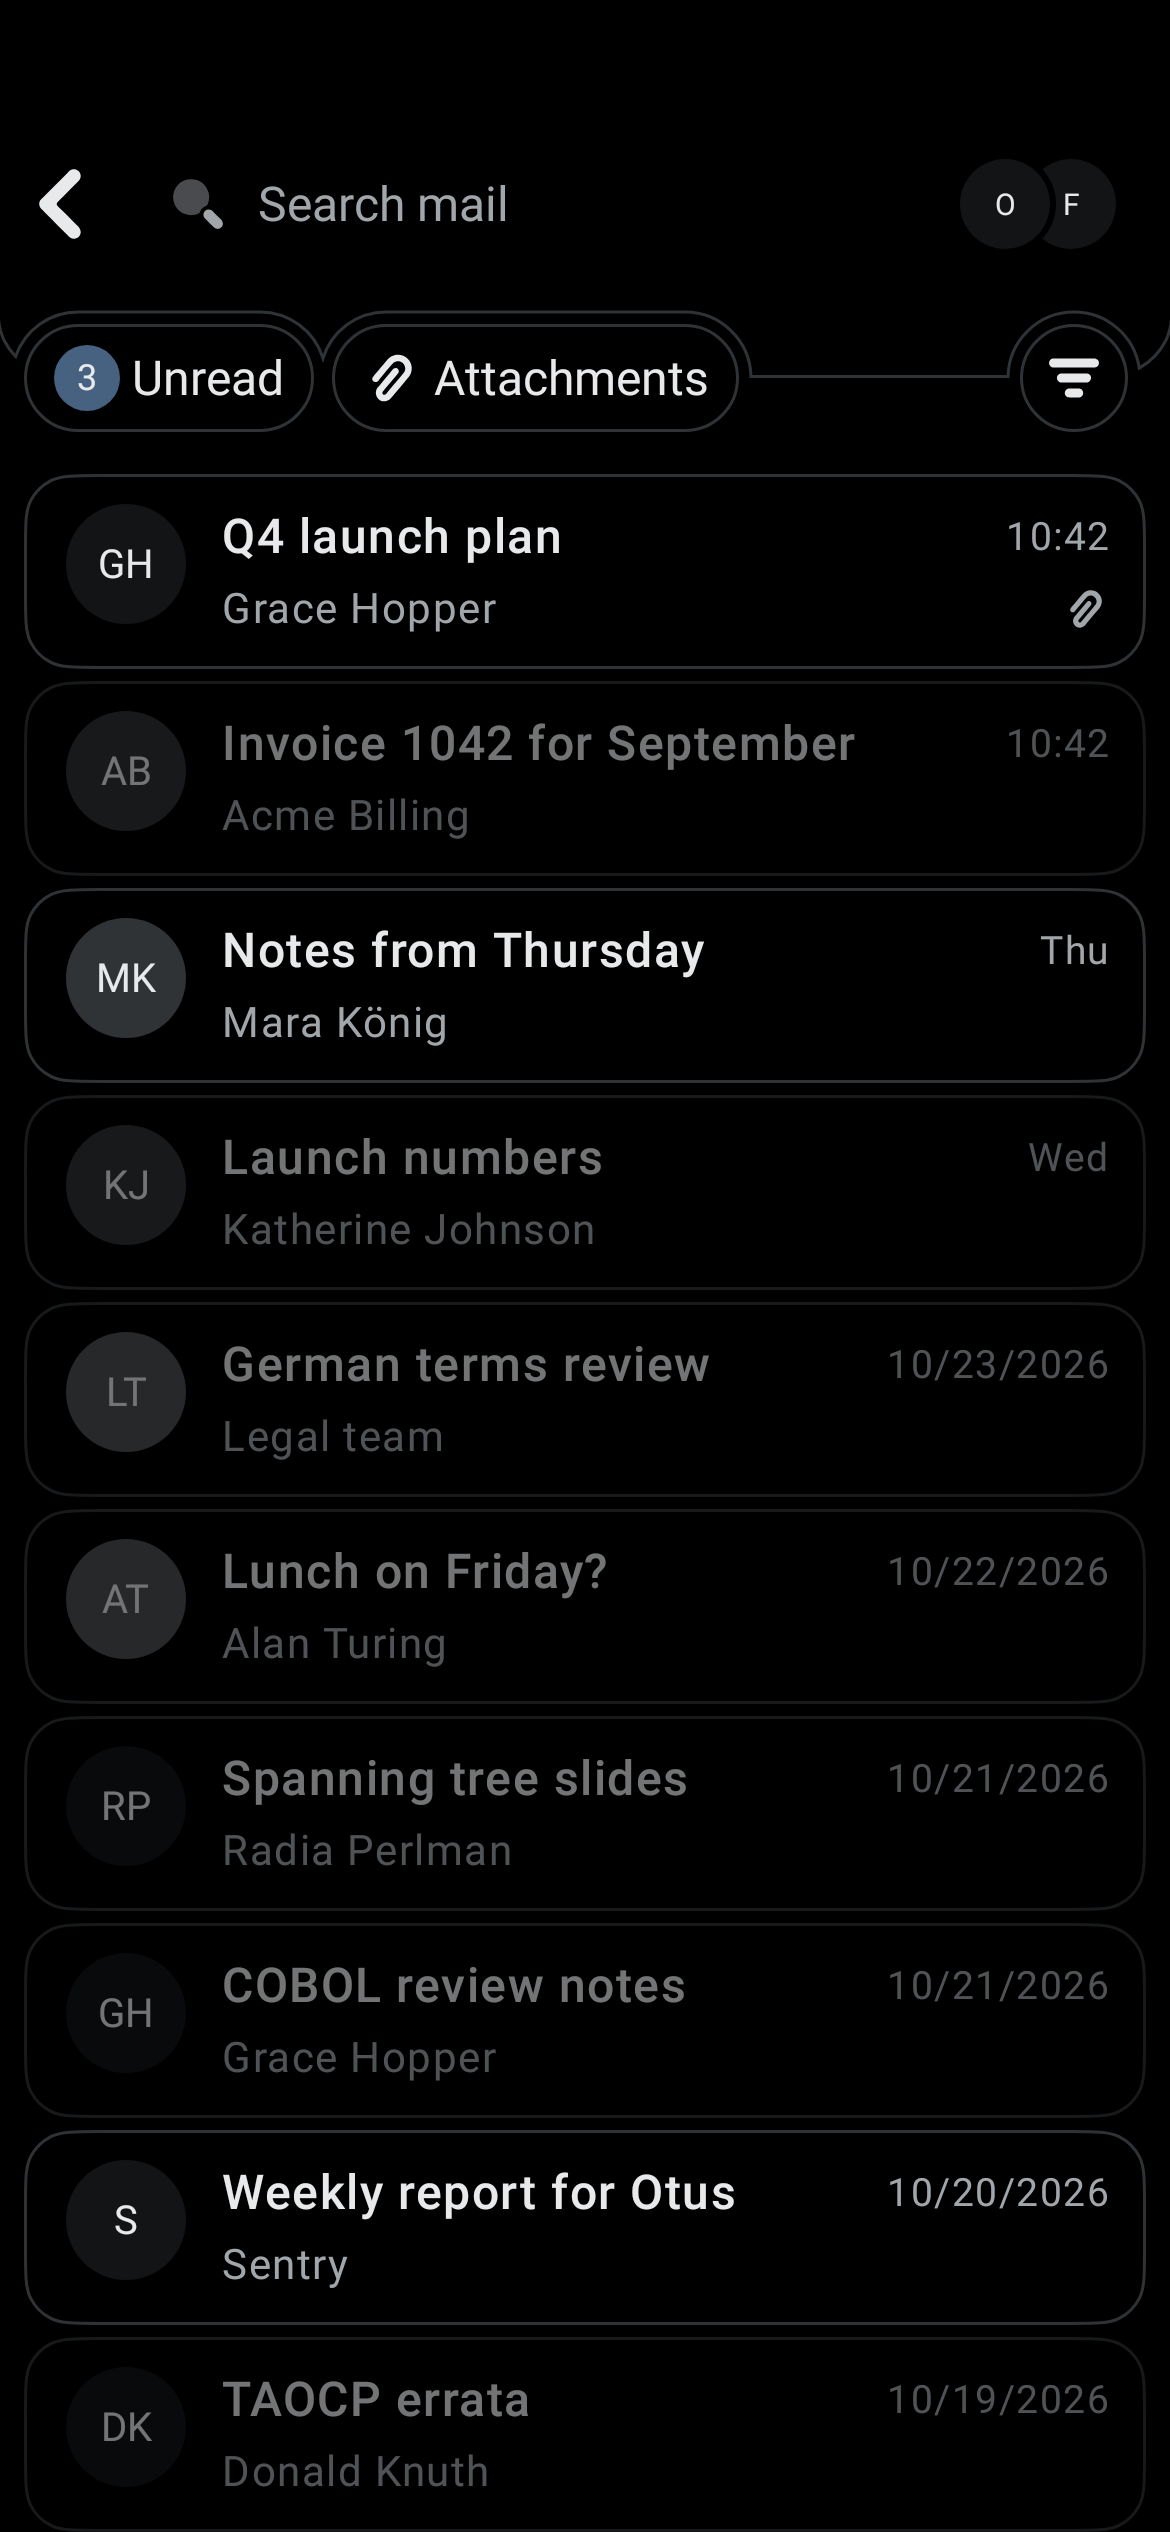 Search mail
O F
3 Unread Attachments
GH Q4 launch plan 10:42
Grace Hopper
AB Invoice 1042 for September 10:42
Acme Billing
MK Notes from Thursday Thu
Mara König
KJ Launch numbers Wed
Katherine Johnson
LT German terms review 10/23/2026
Legal team
AT Lunch on Friday? 10/22/2026
Alan Turing
RP Spanning tree slides 10/21/2026
Radia Perlman
GH COBOL review notes 10/21/2026
Grace Hopper
S Weekly report for Otus 10/20/2026
Sentry
DK TAOCP errata 10/19/2026
Donald Knuth